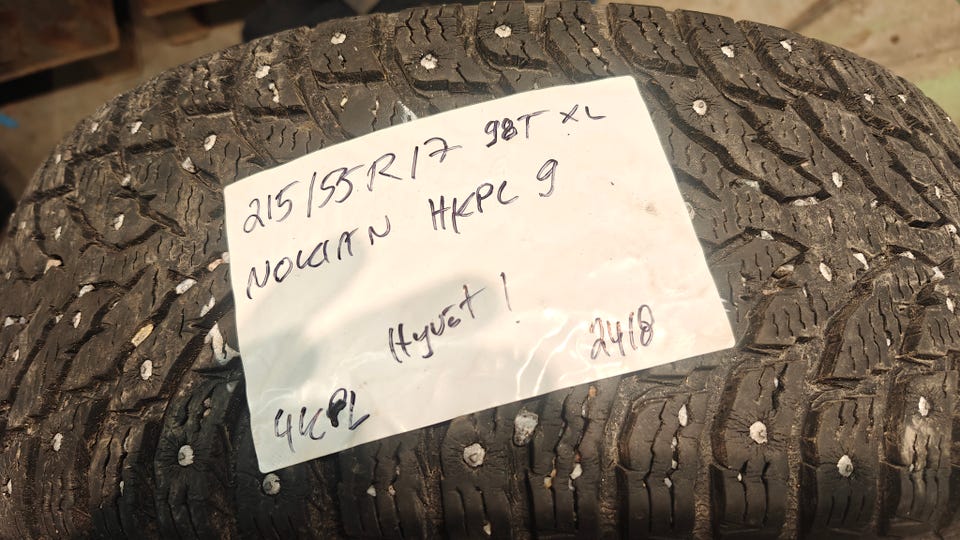 215/55R17 98T XL
NOKIAN HKPL 9
Hyvät !
2418
4KPL